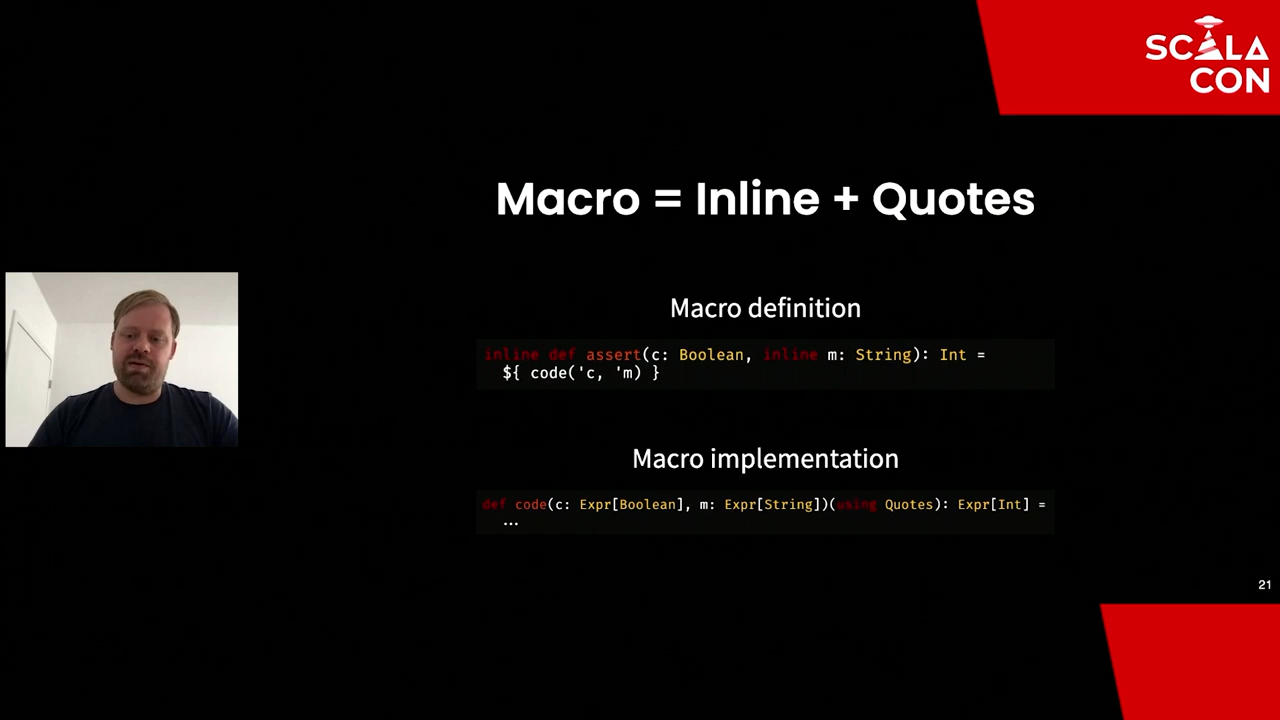 SCALA
CON
Macro = Inline + Quotes
Macro definition
inline def assert(c: Boolean, inline m: String): Int =
${ code('c, 'm) }
Macro implementation
def code(c: Expr[Boolean], m: Expr[String])(using Quotes): Expr[Int] =
...
21